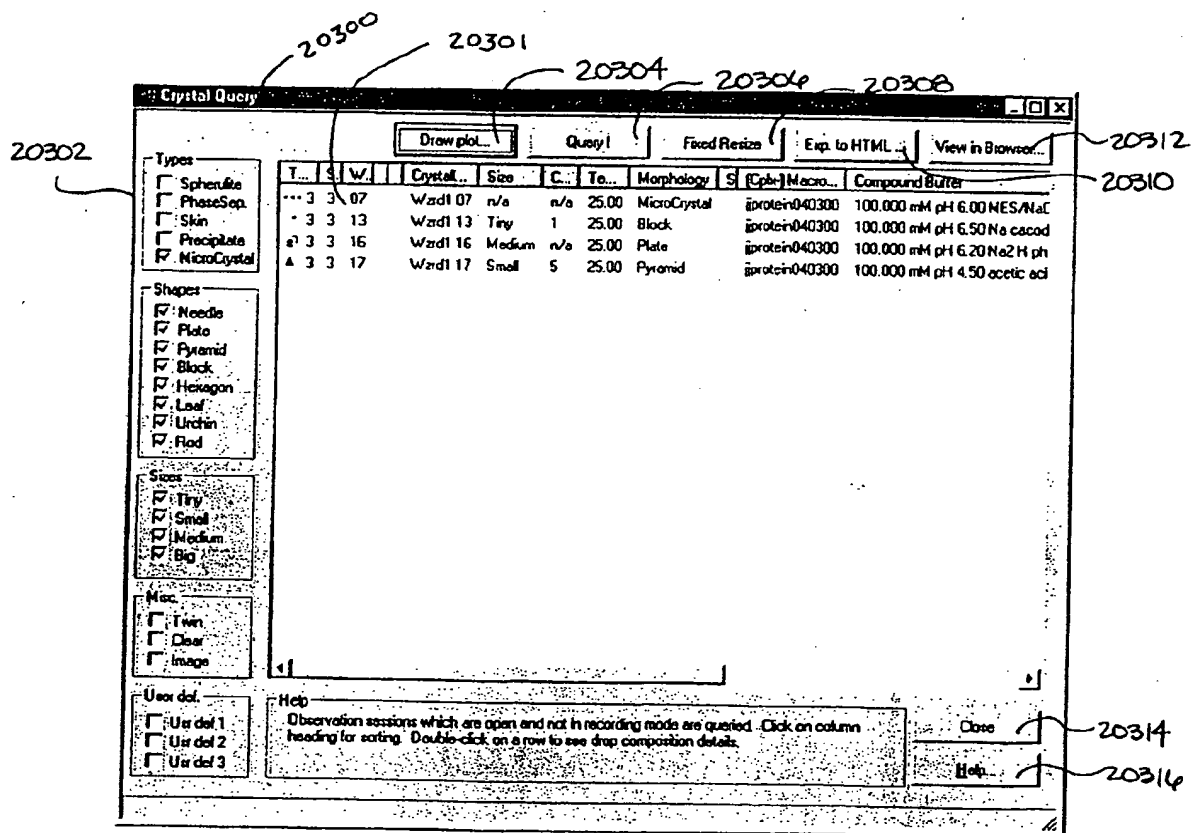 20300
20301
20304
20306
20308
Crystal Query
20312
20302
Draw plot...
Query !
Fixed Resize
Exp. to HTML ...
View in Browser...
20310
Types
Spherulite
PhaseSep.
Skin
Precipitate
MicroCrystal
T... S W. Crystall... Size C... Te... Morphology S [Cplx-] Macro... Compound Buffer
3 3 07 Wzrd1 07 n/a n/a 25.00 MicroCrystal jjprotein040300 100.000 mM pH 6.00 MES/NaC
3 3 13 Wzrd1 13 Tiny 1 25.00 Block jjprotein040300 100.000 mM pH 6.50 Na cacod
3 3 16 Wzrd1 16 Medium n/a 25.00 Plate jjprotein040300 100.000 mM pH 6.20 Na2 H ph
3 3 17 Wzrd1 17 Small 5 25.00 Pyramid jjprotein040300 100.000 mM pH 4.50 acetic aci
Shapes
Needle
Plate
Pyramid
Block
Hexagon
Leaf
Urchin
Rod
Sizes
Tiny
Small
Medium
Big
Misc.
Twin
Clear
Image
User def.
Usr def 1
Usr def 2
Usr def 3
Help
Observation sessions which are open and not in recording mode are queried. Click on column
heading for sorting. Double-click on a row to see drop composition details.
Close
20314
Help...
20316